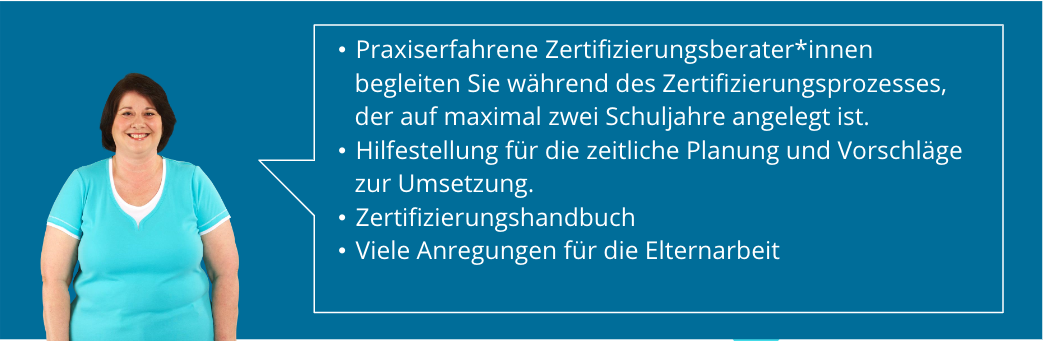 • Praxiserfahrene Zertifizierungsberater*innen
begleiten Sie während des Zertifizierungsprozesses,
der auf maximal zwei Schuljahre angelegt ist.
• Hilfestellung für die zeitliche Planung und Vorschläge
zur Umsetzung.
• Zertifizierungshandbuch
• Viele Anregungen für die Elternarbeit